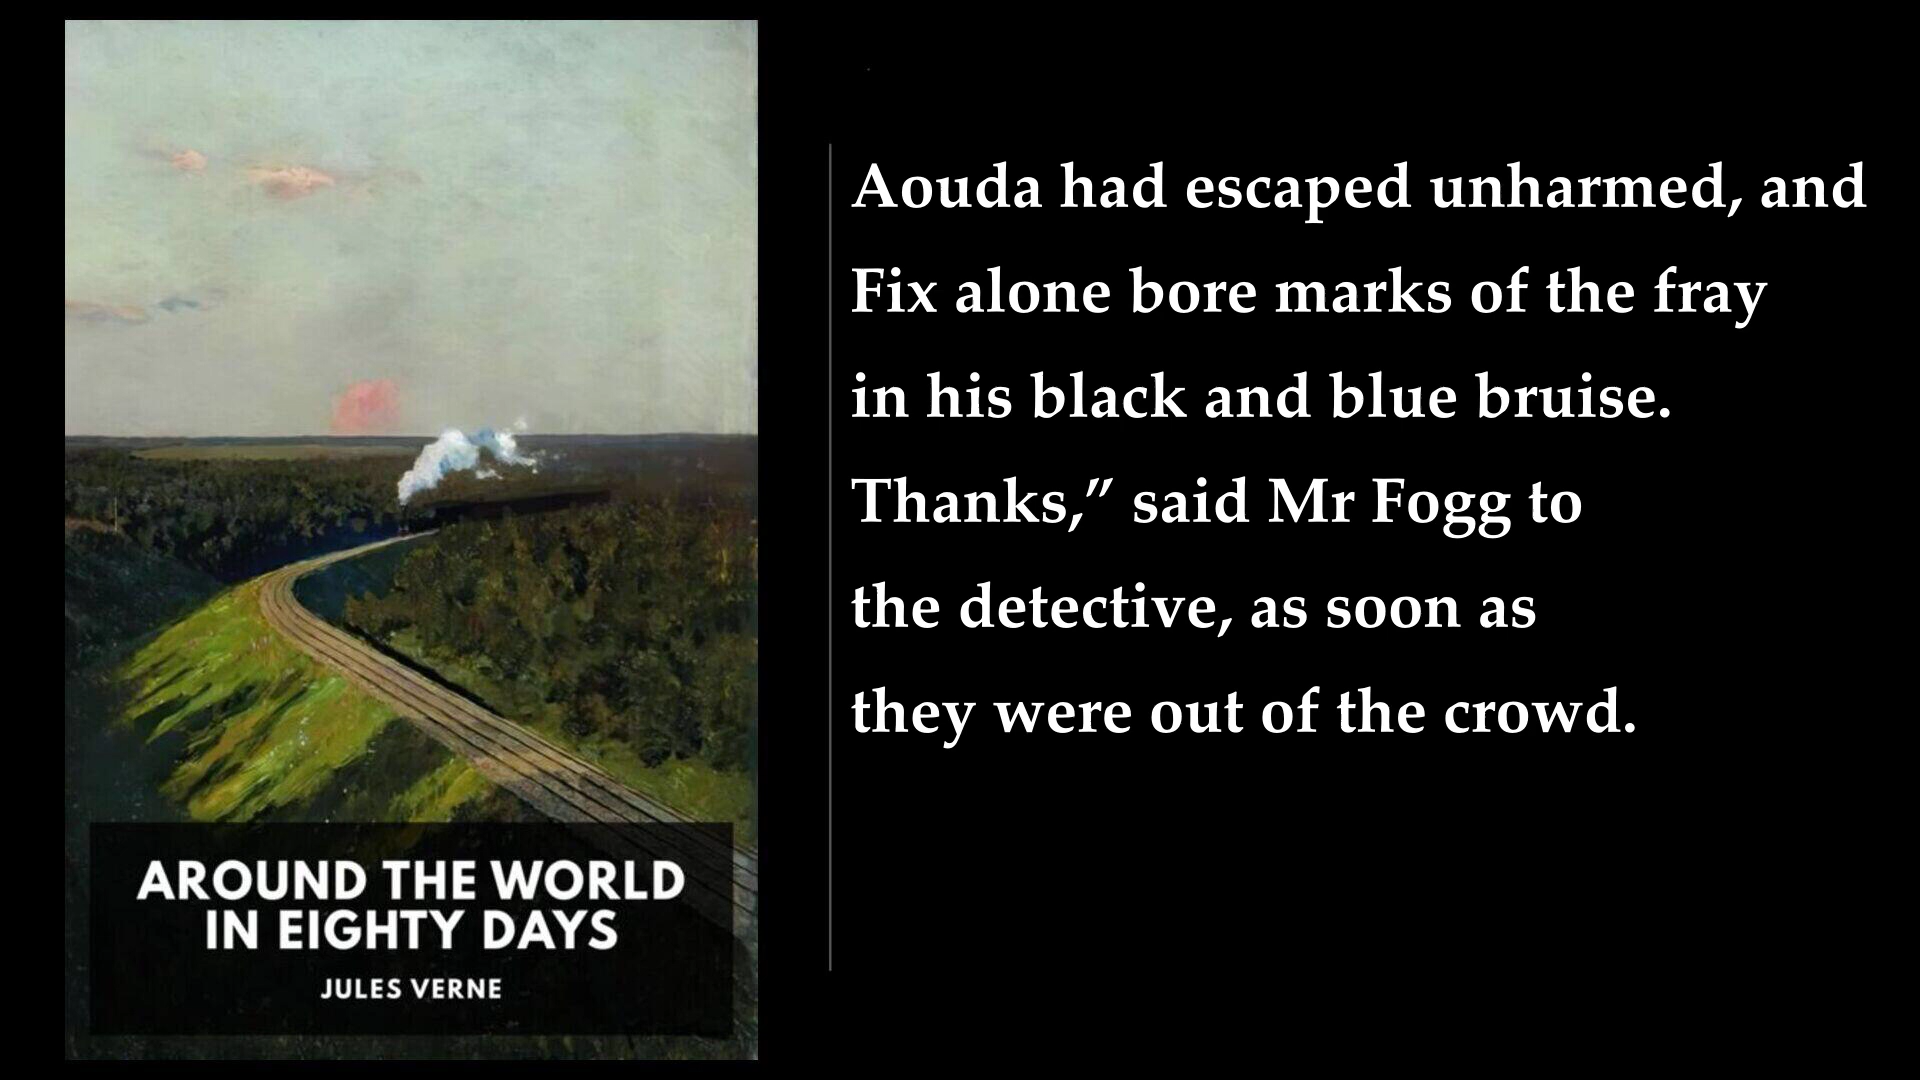 AROUND THE WORLD
IN EIGHTY DAYS
JULES VERNE
Aouda had escaped unharmed, and
Fix alone bore marks of the fray
in his black and blue bruise.
Thanks,” said Mr Fogg to
the detective, as soon as
they were out of the crowd.